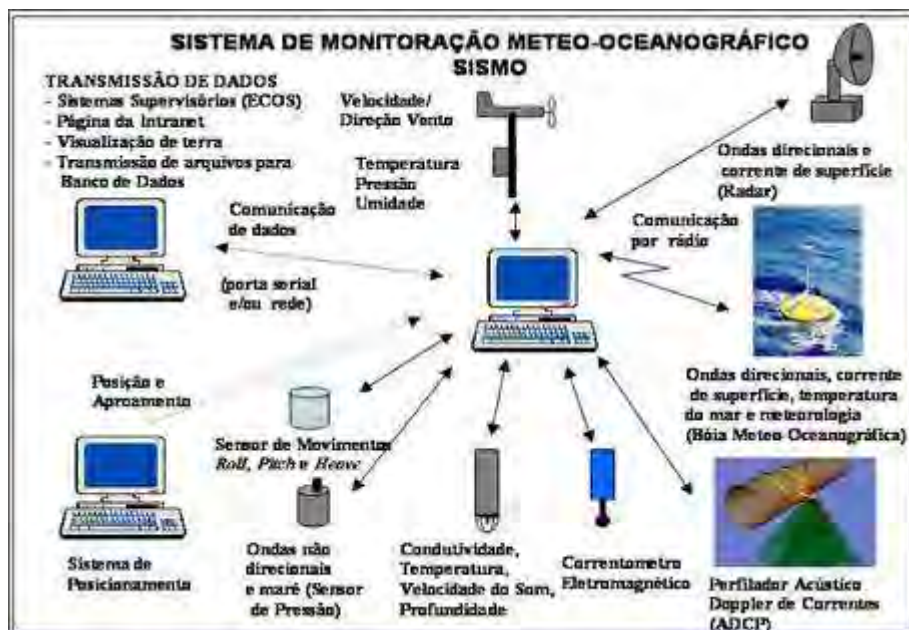 SISTEMA DE MONITORAÇÃO METEO-OCEANOGRÁFICO
SISMO
TRANSMISSÃO DE DADOS
- Sistemas Supervisórios (ECOS)
- Página da Intranet
- Visualização de terra
- Transmissão de arquivos para
Banco de Dados
Velocidade/
Direção Vento
Temperatura
Pressão
Umidade
Ondas direcionais e
corrente de superfície
(Radar)
Comunicação
de dados
(porta serial
e/ou rede)
Comunicação
por rádio
Ondas direcionais, corrente
de superfície, temperatura
do mar e meteorologia
(Bóia Meteo-Oceanográfica)
Posição e
Aproamento
Sensor de Movimentos
Roll, Pitch e Heave
Sistema de
Posicionamento
Ondas não
direcionais
e maré (Sensor
de Pressão)
Condutividade,
Temperatura,
Velocidade do Som,
Profundidade
Correntometro
Eletromagnético
Perfilador Acústico
Doppler de Correntes
(ADCP)